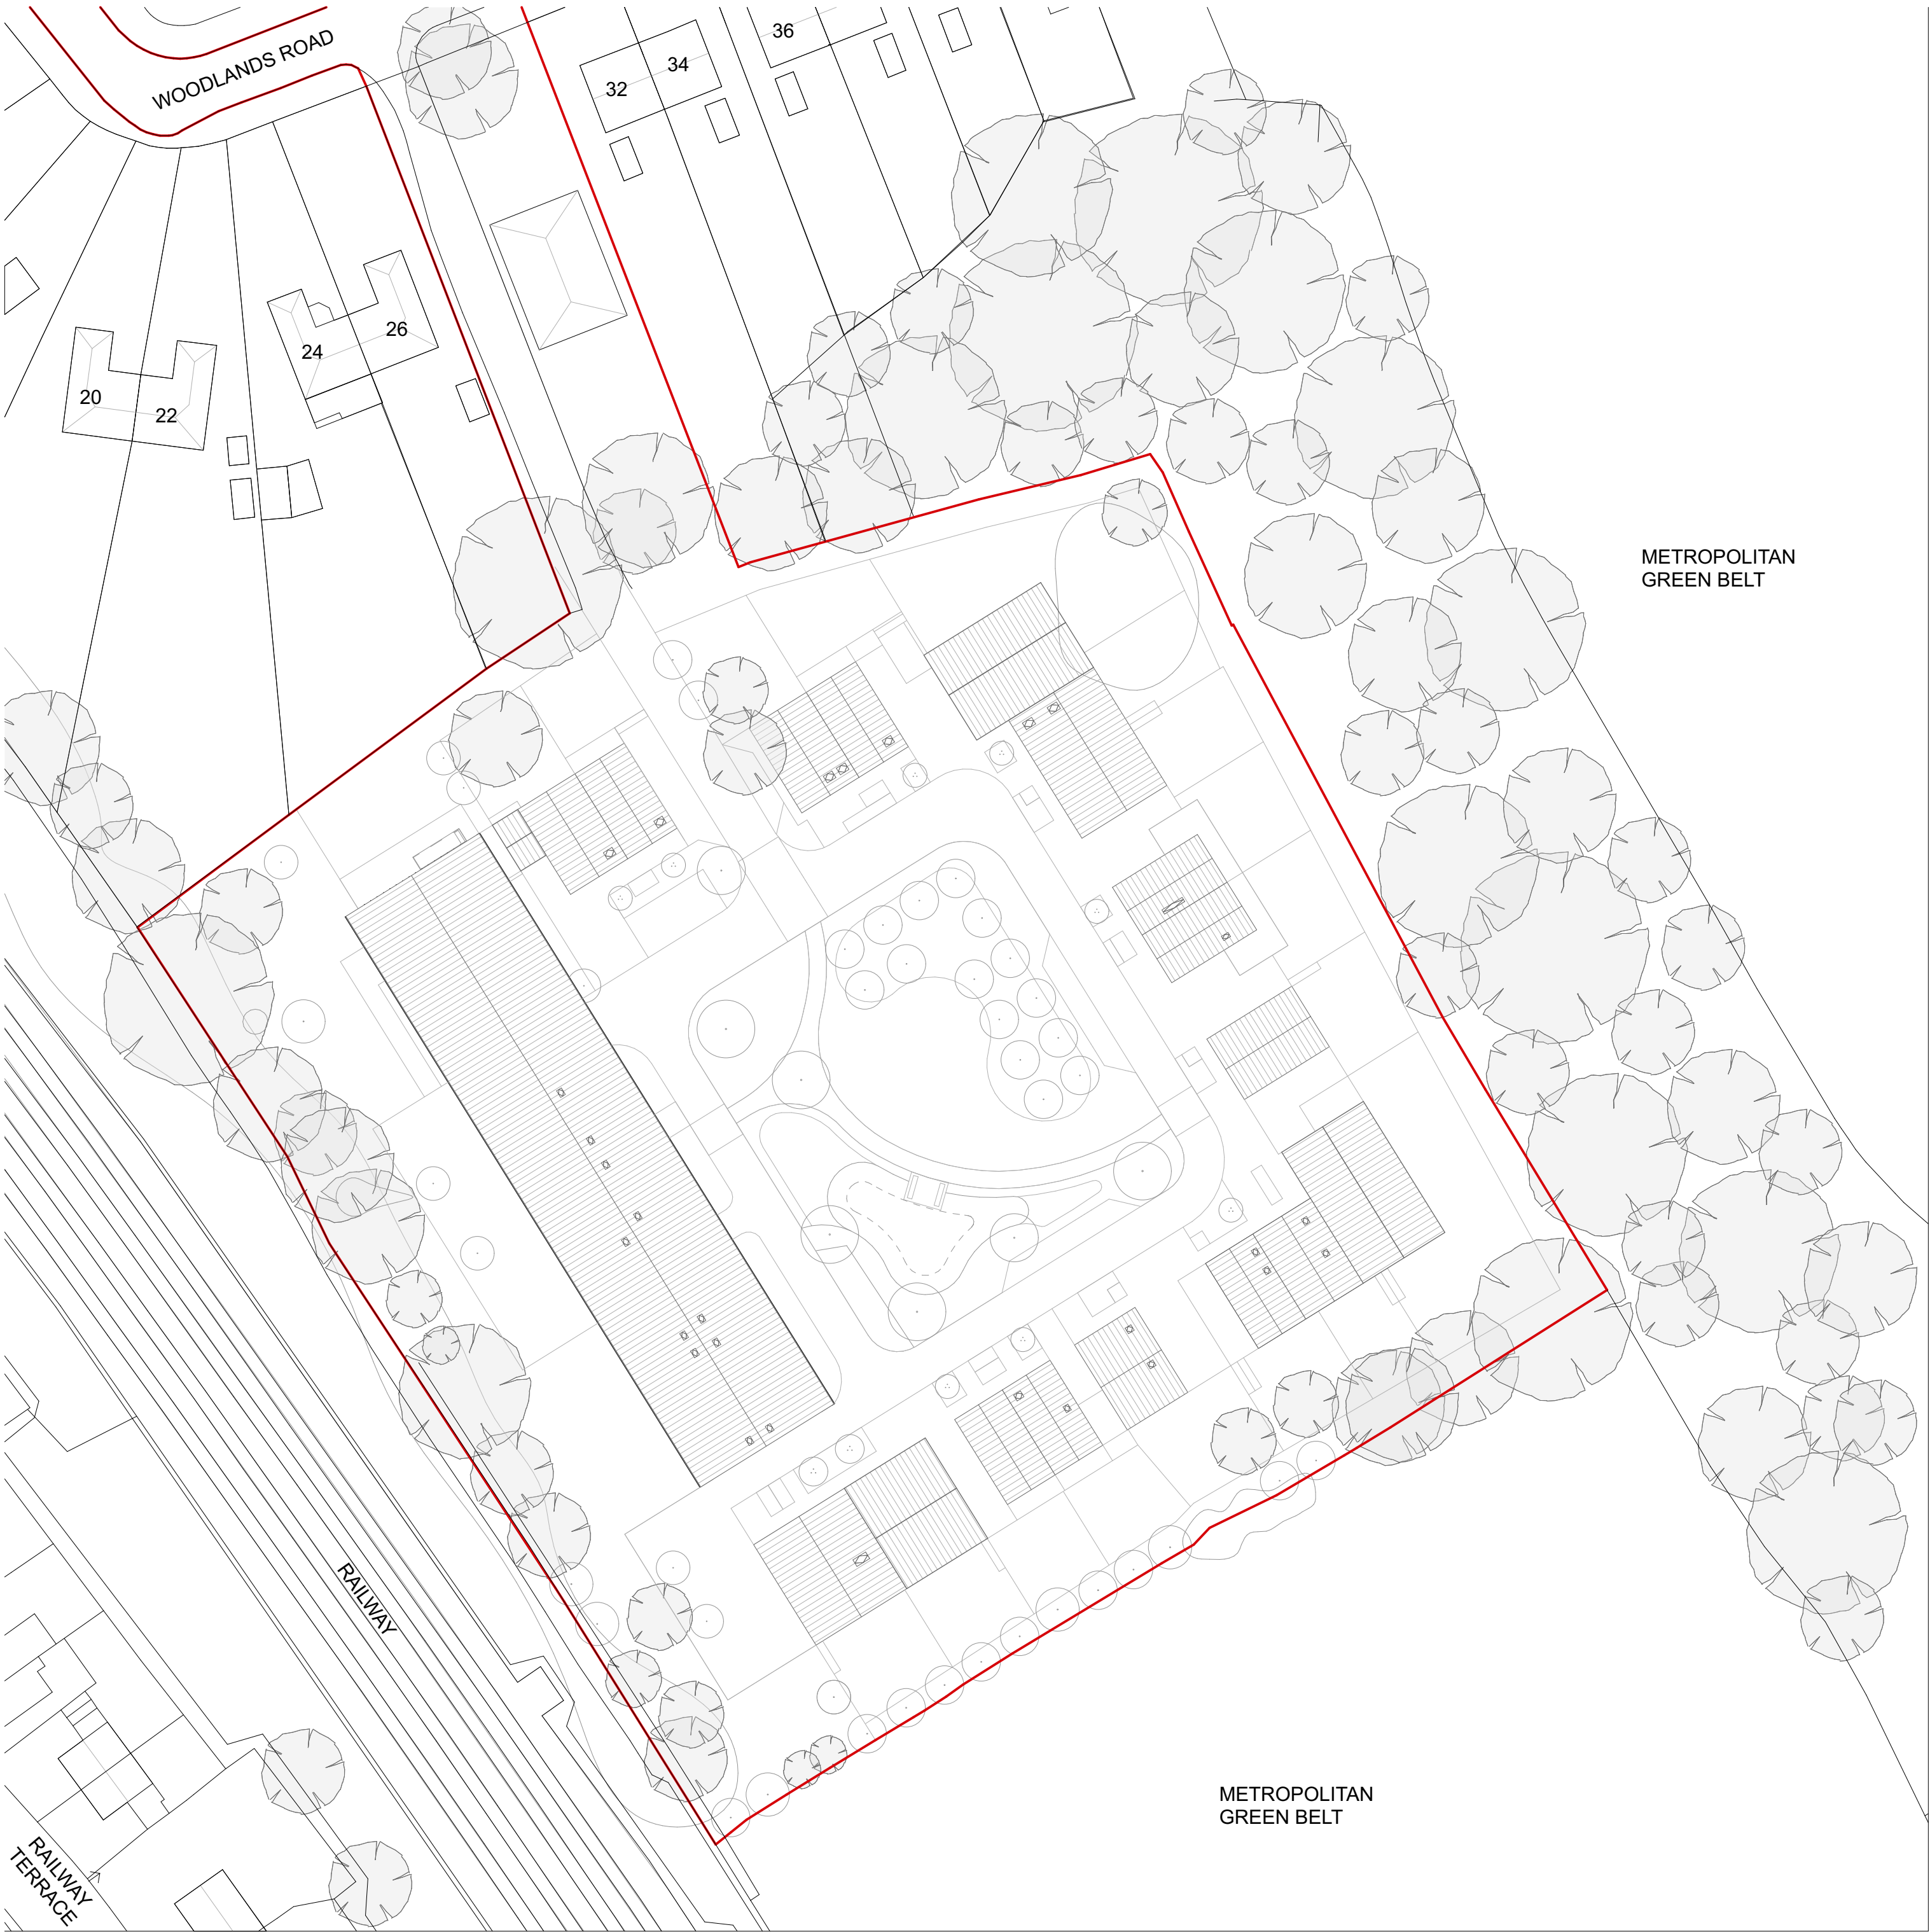 WOODLANDS ROAD
36
34
32
26
24
20
22
METROPOLITAN
GREEN BELT
RAILWAY
METROPOLITAN
GREEN BELT
RAILWAY
TERRACE